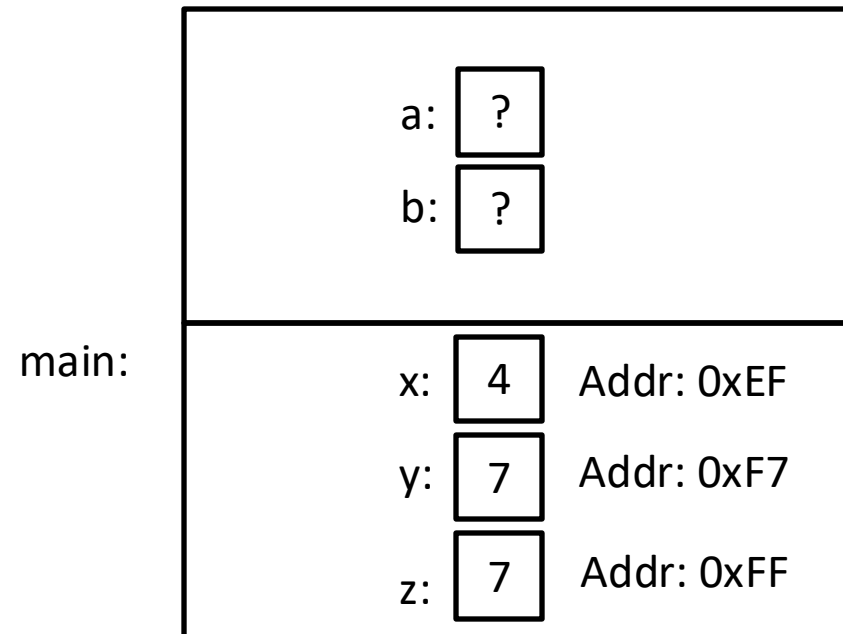 a: ?
b: ?
main:
x: 4 Addr: 0xEF
y: 7 Addr: 0xF7
z: 7 Addr: 0xFF